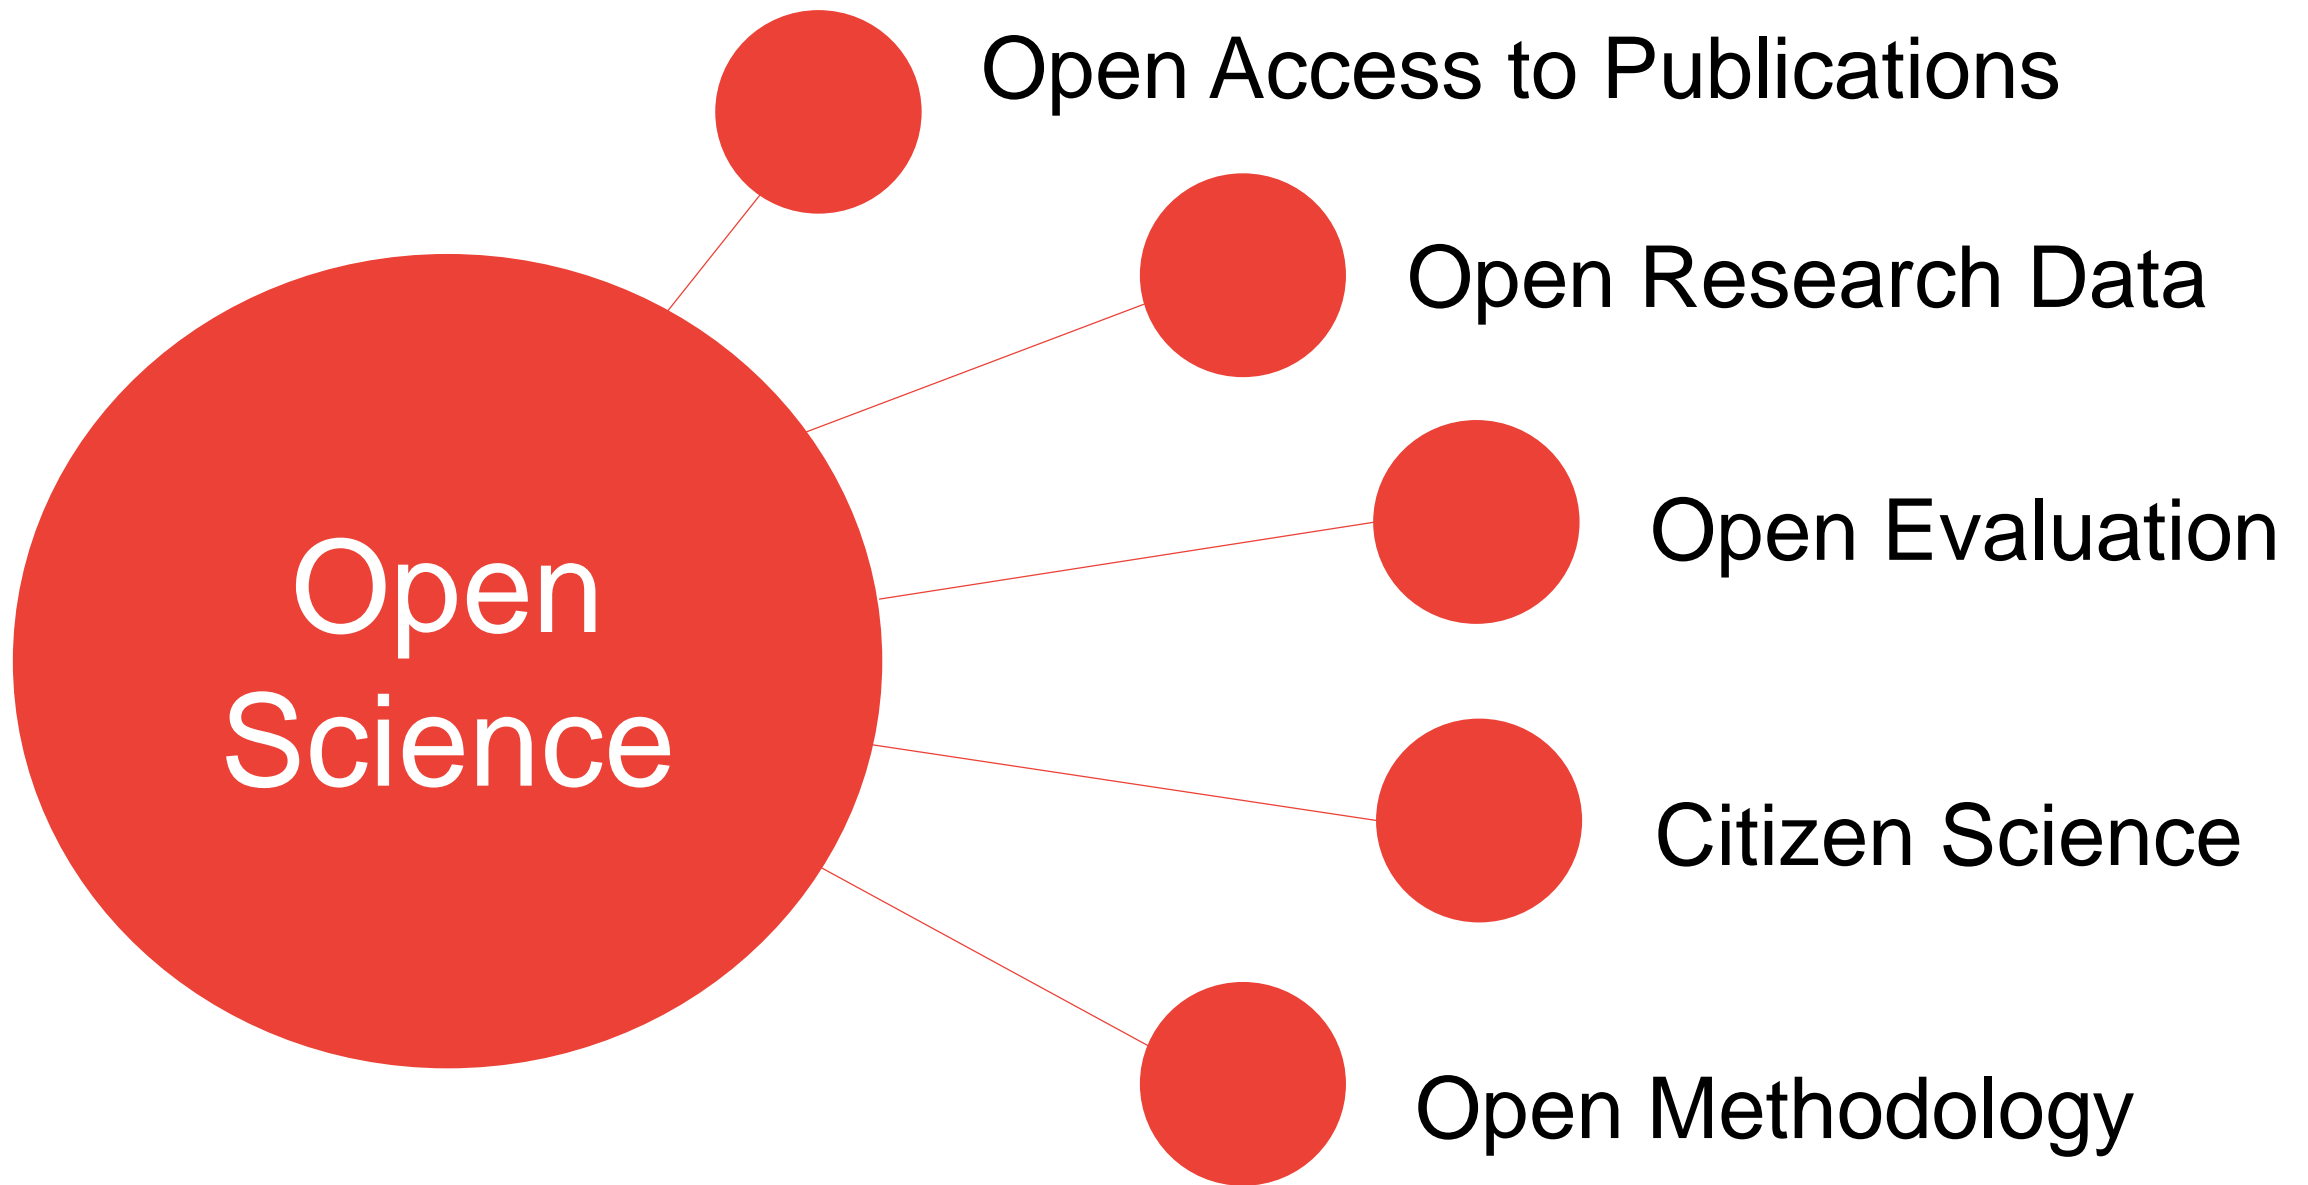 Open Access to Publications
Open Research Data
Open Evaluation
Open
Science
Citizen Science
Open Methodology